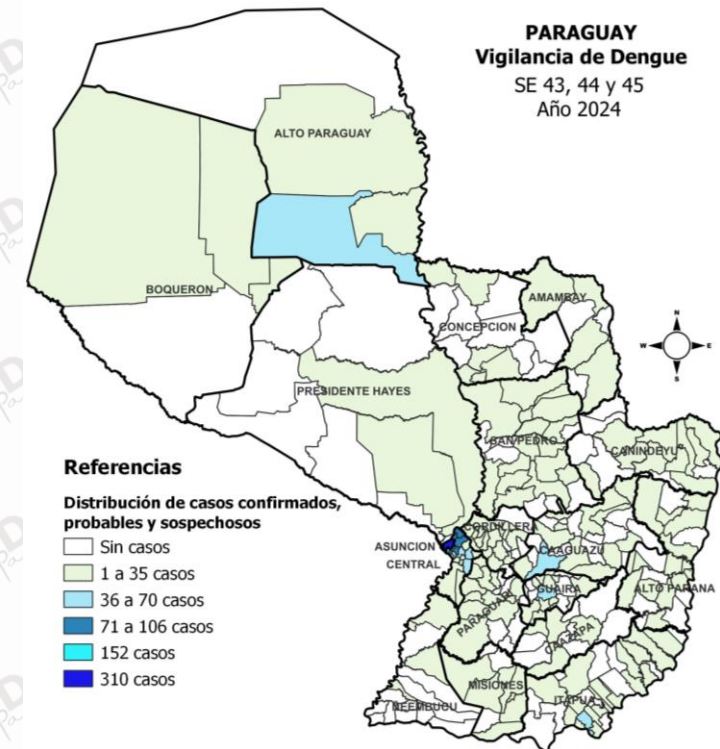 PARAGUAY
Vigilancia de Dengue
SE 43, 44 y 45
Año 2024
ALTO PARAGUAY
BOQUERON
AMAMBAY
CONCEPCION
N
W
E
S
PRESIDENTE HAYES
SAN PEDRO
CANINDEYU
Referencias
Distribución de casos confirmados,
probables y sospechosos
Sin casos
1 a 35 casos
36 a 70 casos
71 a 106 casos
152 casos
310 casos
CORDILLERA
ASUNCION
CENTRAL
CAAGUAZU
GUAIRA
ALTO PARANA
PARAGUARI
CAAZAPA
MISIONES
ÑEEMBUCU
ITAPUA